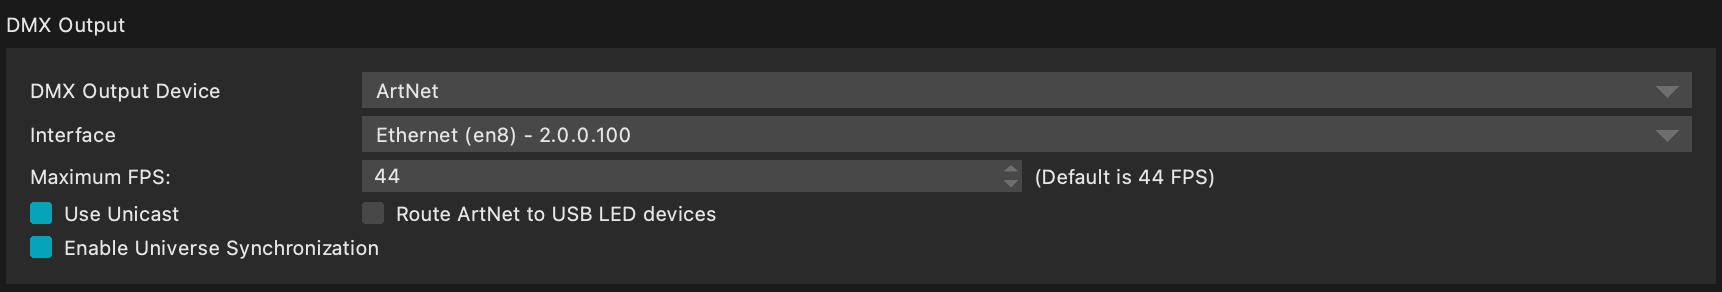 DMX Output
DMX Output Device ArtNet
Interface Ethernet (en8) - 2.0.0.100
Maximum FPS: 44 (Default is 44 FPS)
Use Unicast Route ArtNet to USB LED devices
Enable Universe Synchronization